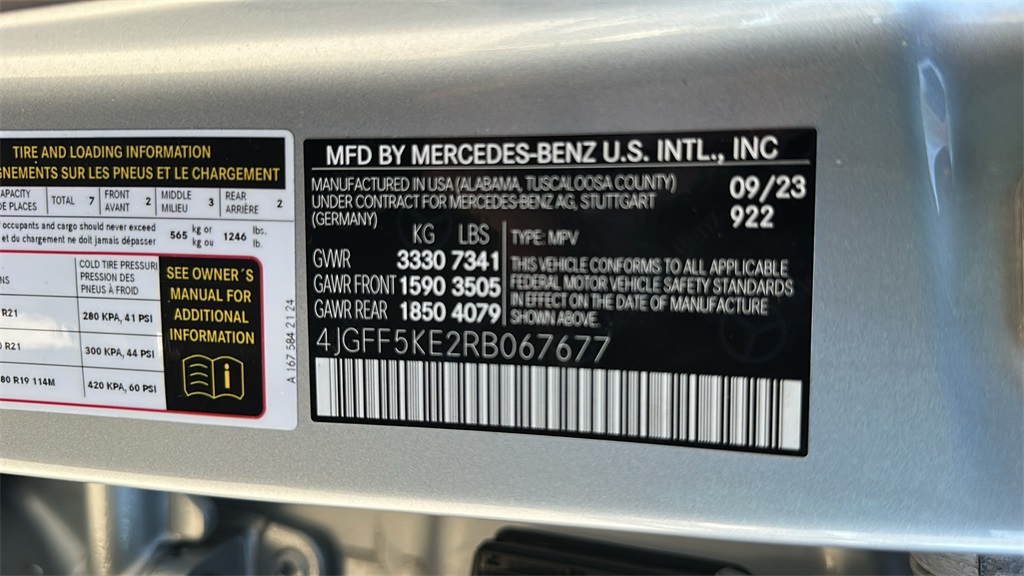 TIRE AND LOADING INFORMATION
SUR LES PNEUS ET LE CHARGEMENT
DE PLACES
TOTAL 7
FRONT AVANT 2
MIDDLE MILIEU 3
REAR ARRIÈRE 2
occupants and cargo should never exceed
et du chargement ne doit jamais dépasser
565 kg or kg ou 1246 lbs. lb.
COLD TIRE
PRESSION DES
PNEUS À FROID
R21 280 KPA, 41 PSI
R21 300 KPA, 44 PSI
80 R19 114M 420 KPA, 60 PSI
SEE OWNER´S
MANUAL FOR
ADDITIONAL
INFORMATION
A 167 584 21 24
MFD BY MERCEDES-BENZ U.S. INTL., INC
MANUFACTURED IN USA (ALABAMA, TUSCALOOSA COUNTY)
UNDER CONTRACT FOR MERCEDES-BENZ AG, STUTTGART
(GERMANY)
09/23
922
KG LBS
GVWR 3330 7341
GAWR FRONT 1590 3505
GAWR REAR 1850 4079
TYPE: MPV
THIS VEHICLE CONFORMS TO ALL APPLICABLE
FEDERAL MOTOR VEHICLE SAFETY STANDARDS
IN EFFECT ON THE DATE OF MANUFACTURE
SHOWN ABOVE.
4JGFF5KE2RB067677